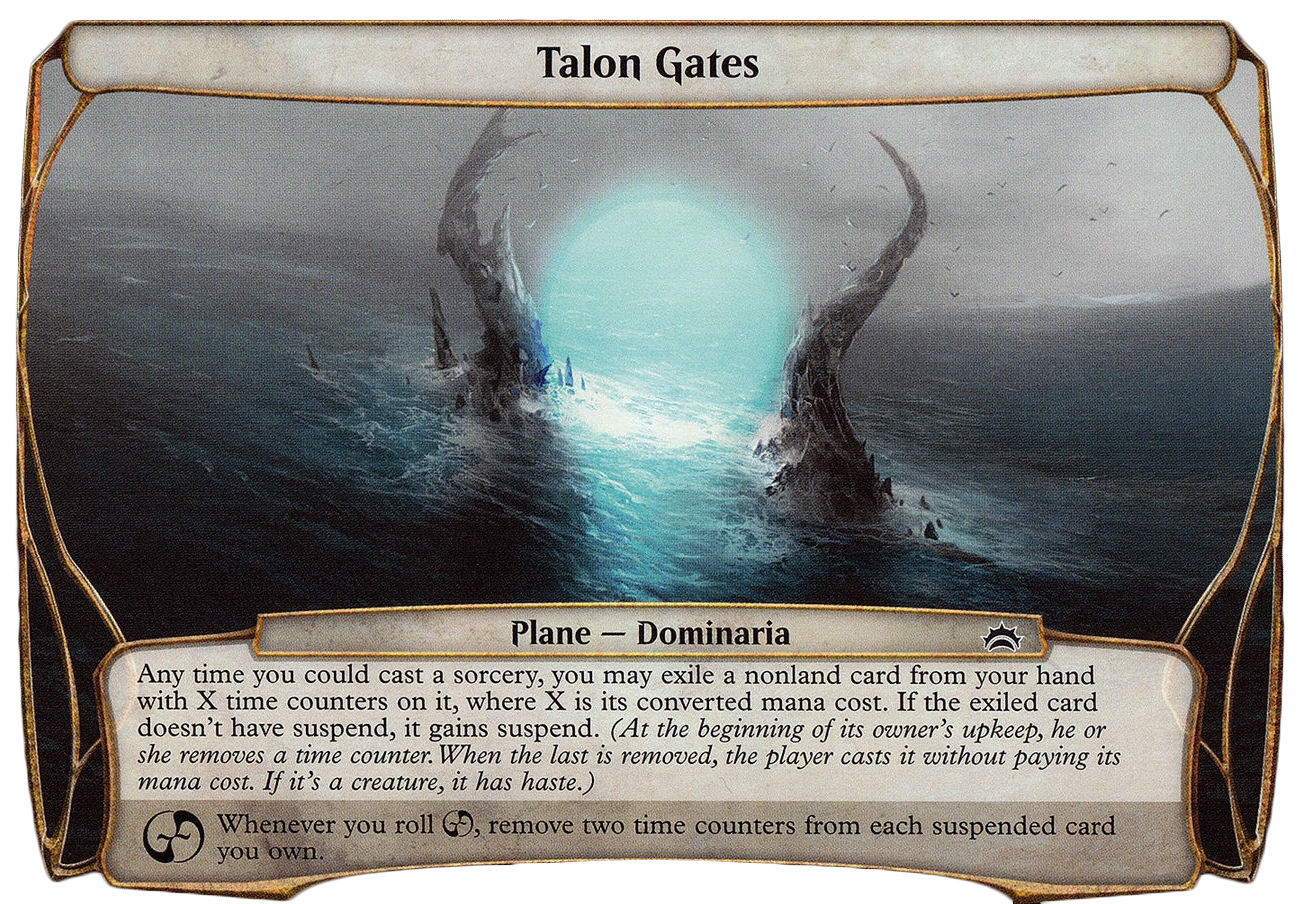 Talon Gates
Plane — Dominaria
Any time you could cast a sorcery, you may exile a nonland card from your hand
with X time counters on it, where X is its converted mana cost. If the exiled card
doesn't have suspend, it gains suspend. (At the beginning of its owner's upkeep, he or
she removes a time counter. When the last is removed, the player casts it without paying its
mana cost. If it's a creature, it has haste.)
Whenever you roll , remove two time counters from each suspended card
you own.